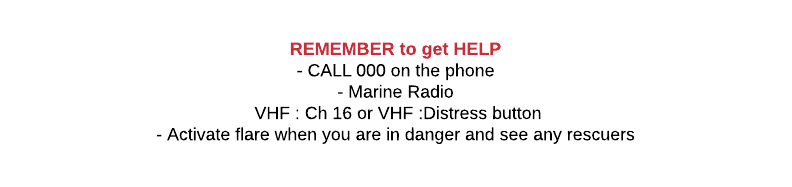 REMEMBER to get HELP
- CALL 000 on the phone
- Marine Radio
VHF : Ch 16 or VHF :Distress button
- Activate flare when you are in danger and see any rescuers